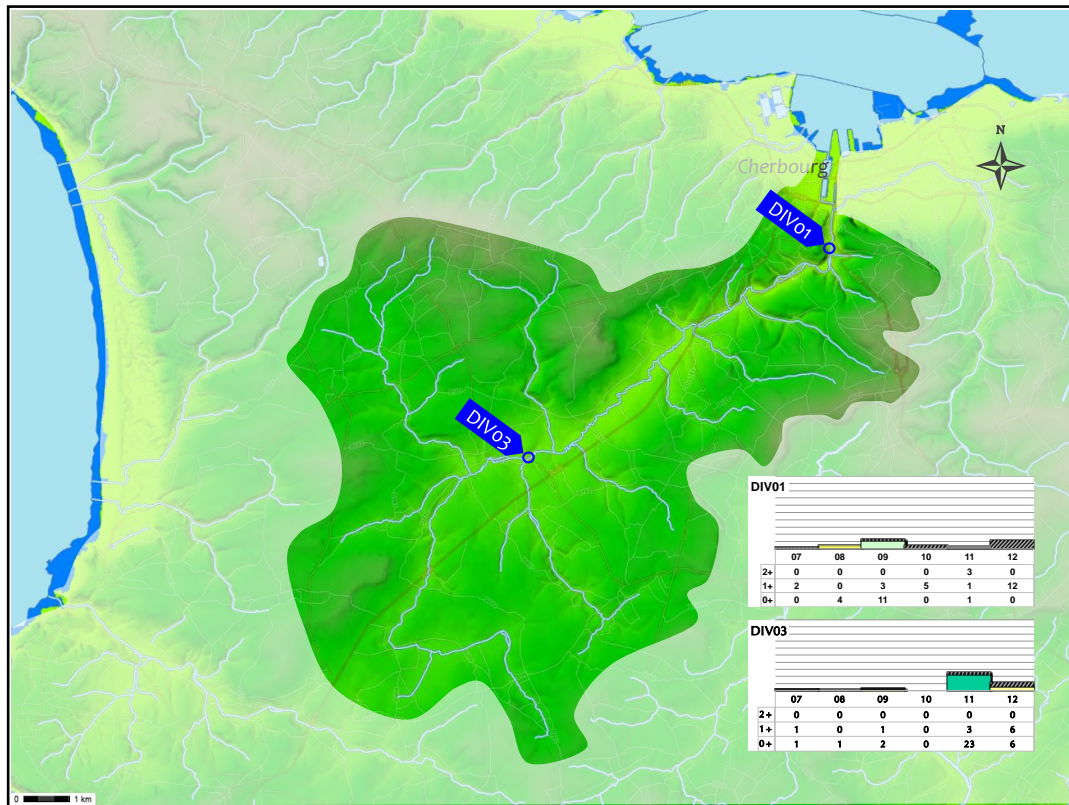 N
Cherbourg
DIV01
DIV03
DIV01
07 08 09 10 11 12
2+ 0 0 0 0 3 0
1+ 2 0 3 5 1 12
0+ 0 4 11 0 1 0
DIV03
07 08 09 10 11 12
2+ 0 0 0 0 0 0
1+ 1 0 1 0 3 6
0+ 1 1 2 0 23 6
0 1 km